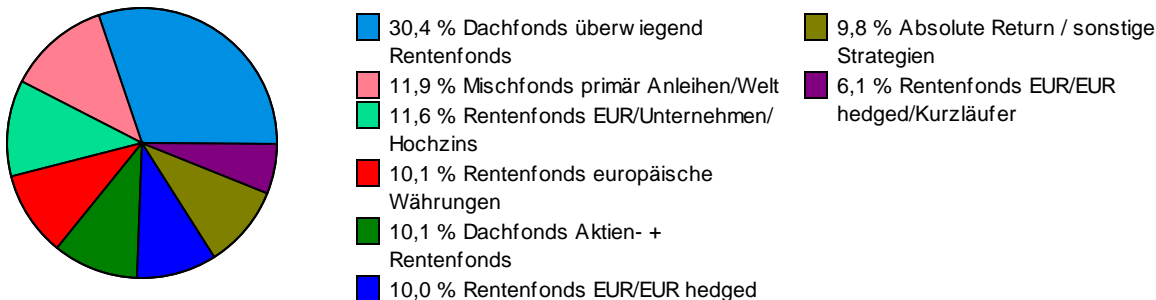 30,4 % Dachfonds überwiegend
Rentenfonds
11,9 % Mischfonds primär Anleihen/Welt
11,6 % Rentenfonds EUR/Unternehmen/
Hochzins
10,1 % Rentenfonds europäische
Währungen
10,1 % Dachfonds Aktien- +
Rentenfonds
10,0 % Rentenfonds EUR/EUR hedged
9,8 % Absolute Return / sonstige
Strategien
6,1 % Rentenfonds EUR/EUR
hedged/Kurzläufer